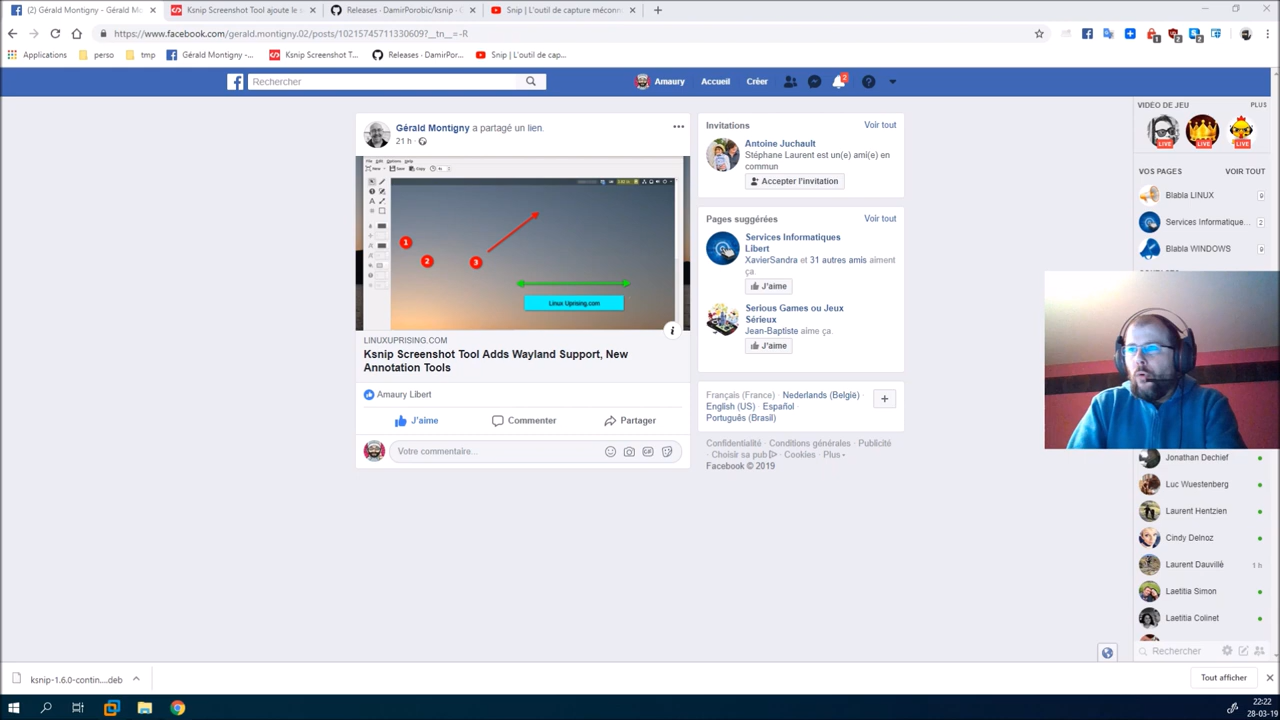 (2) Gérald Montigny - Gérald Mo
Ksnip Screenshot Tool ajoute le s
Releases · DamirPorobic/ksnip · G
Snip | L'outil de capture méconn
https://www.facebook.com/gerald.montigny.02/posts/10215745711330609?__tn__=-R
Applications
perso
tmp
Gérald Montigny -...
Ksnip Screenshot T...
Releases · DamirPor...
Snip | L'outil de cap...
Rechercher
Amaury
Accueil
Créer
2
Gérald Montigny a partagé un lien.
21 h ·
1
2
3
Linux Uprising.com
LINUXUPRISING.COM
Ksnip Screenshot Tool Adds Wayland Support, New
Annotation Tools
Amaury Libert
J'aime
Commenter
Partager
Votre commentaire...
Invitations
Voir tout
Antoine Juchault
Stéphane Laurent est un(e) ami(e) en
commun
Accepter l'invitation
Pages suggérées
Voir tout
Services Informatiques
Libert
XavierSandra et 31 autres amis aiment
ça.
J'aime
Serious Games ou Jeux
Sérieux
Jean-Baptiste aime ça.
J'aime
Français (France) · Nederlands (België) ·
English (US) · Español ·
Português (Brasil)
Confidentialité · Conditions générales · Publicité
· Choisir sa pub · Cookies · Plus
Facebook © 2019
VIDÉO DE JEU
PLUS
LIVE
LIVE
LIVE
VOS PAGES
VOIR TOUT
Blabla LINUX
9
Services Informatique...
2
Blabla WINDOWS
9
Jonathan Dechief
Luc Wuestenberg
Laurent Hentzien
Cindy Delnoz
Laurent Dauvillé
1 h
Laetitia Simon
Laetitia Colinet
Rechercher
ksnip-1.6.0-contin....deb
Tout afficher
22:22
28-03-19